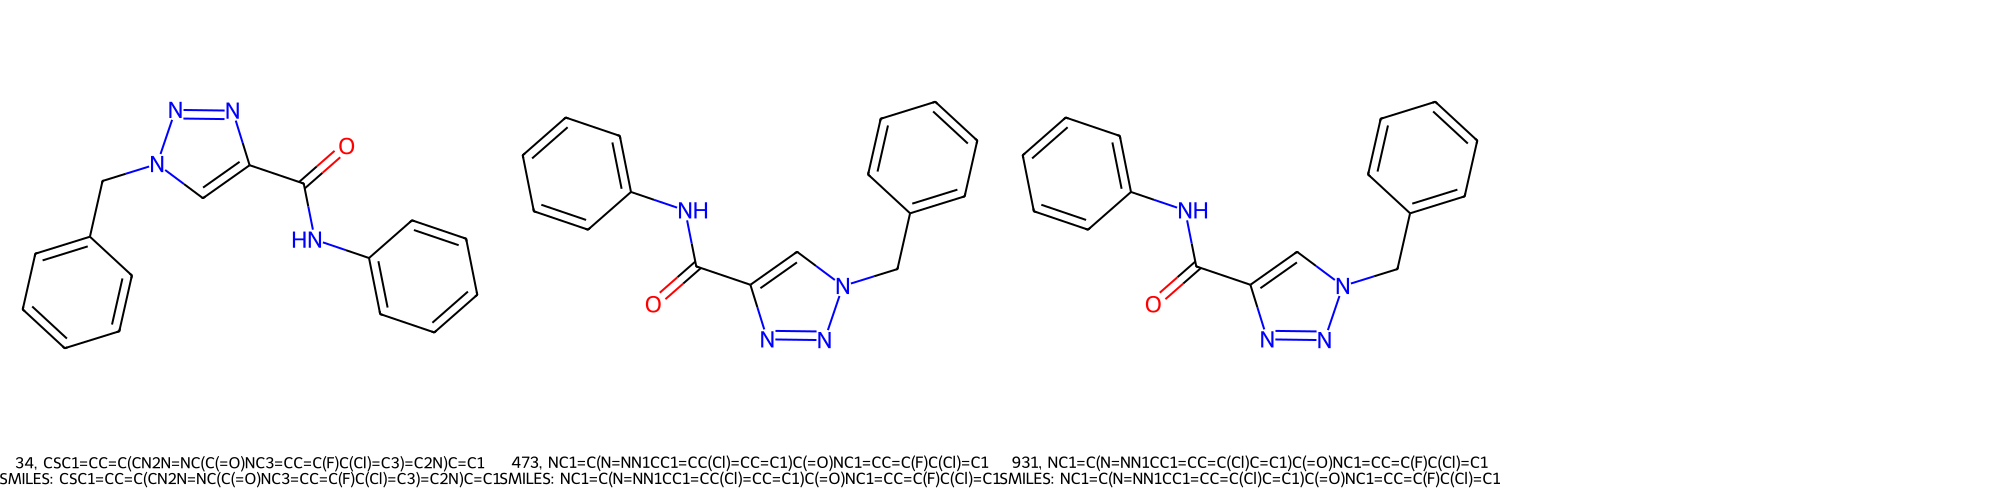 N N
N
O
HN
NH
O
N
N N
NH
O
N
N N
34, CSC1=CC=C(CN2N=NC(C(=O)NC3=CC=C(F)C(Cl)=C3)=C2N)C=C1
SMILES: CSC1=CC=C(CN2N=NC(C(=O)NC3=CC=C(F)C(Cl)=C3)=C2N)C=C1
473, NC1=C(N=NN1CC1=CC(Cl)=CC=C1)C(=O)NC1=CC=C(F)C(Cl)=C1
SMILES: NC1=C(N=NN1CC1=CC(Cl)=CC=C1)C(=O)NC1=CC=C(F)C(Cl)=C1
931, NC1=C(N=NN1CC1=CC=C(Cl)C=C1)C(=O)NC1=CC=C(F)C(Cl)=C1
SMILES: NC1=C(N=NN1CC1=CC=C(Cl)C=C1)C(=O)NC1=CC=C(F)C(Cl)=C1